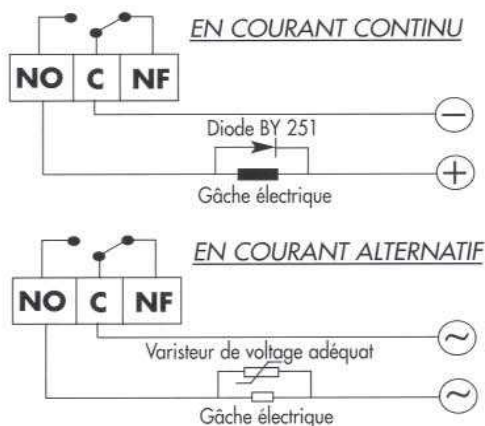 EN COURANT CONTINU
NO C NF
−
Diode BY 251
+
Gâche électrique
EN COURANT ALTERNATIF
NO C NF
~
Varisteur de voltage adéquat
~
Gâche électrique